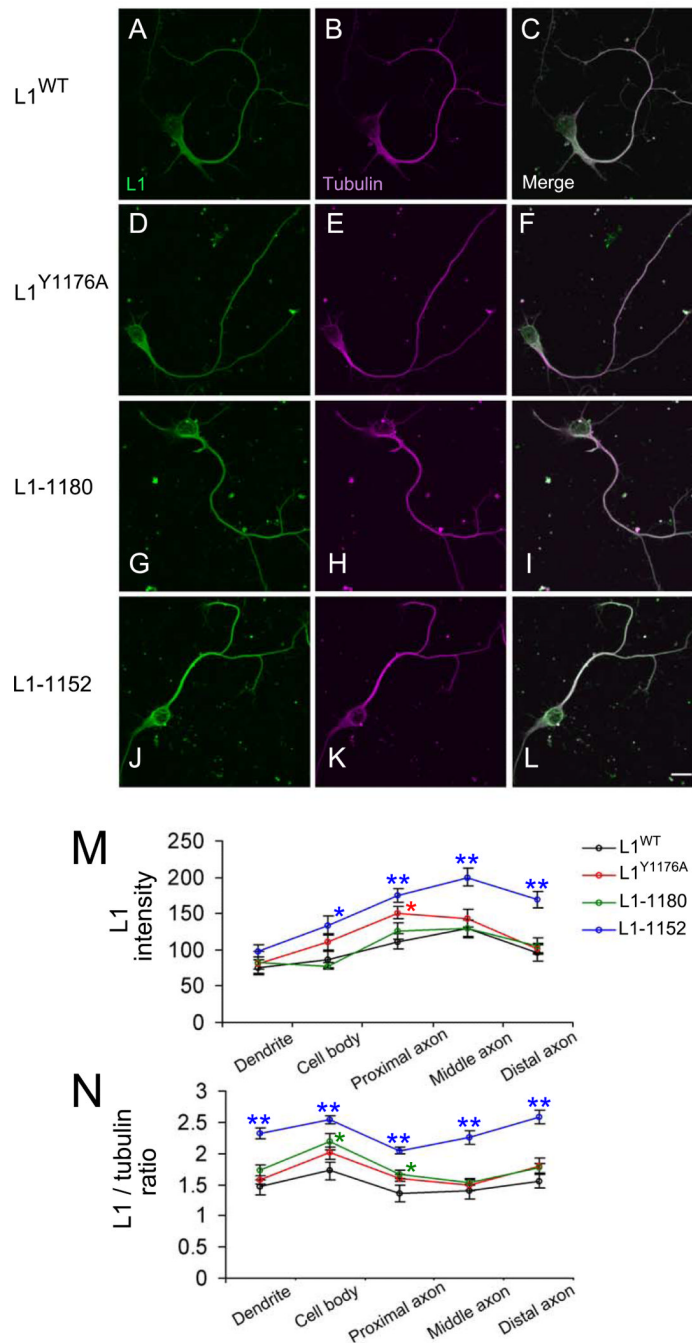 A B C
L1WT
L1 Tubulin Merge
D E F
L1Y1176A
L1-1180
G H I
L1-1152
J K L
M
250
200
150
100
50
0
L1
intensity
** ** **
* *
L1WT
L1Y1176A
L1-1180
L1-1152
Dendrite Cell body Proximal axon Middle axon Distal axon
N
3
2.5
2
1.5
1
0.5
0
L1 / tubulin
ratio
** ** ** ** **
* *
Dendrite Cell body Proximal axon Middle axon Distal axon